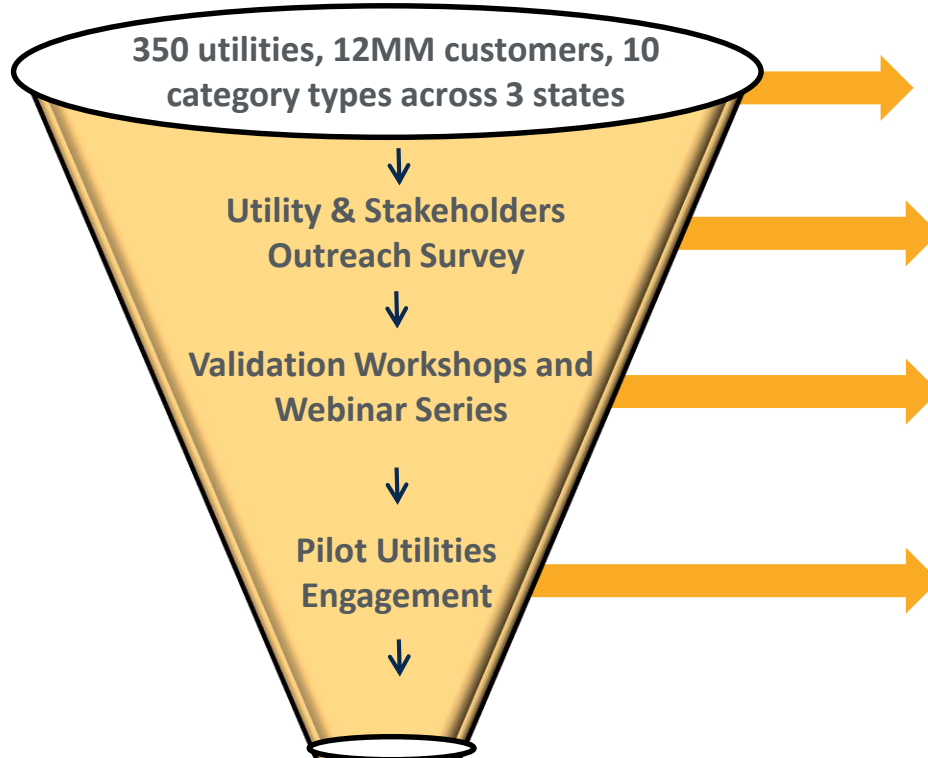 350 utilities, 12MM customers, 10
category types across 3 states
Utility & Stakeholders
Outreach Survey
Validation Workshops and
Webinar Series
Pilot Utilities
Engagement